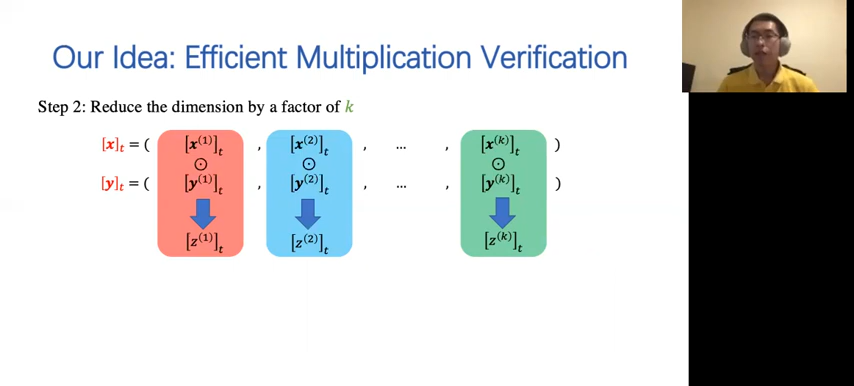 Our Idea: Efficient Multiplication Verification
Step 2: Reduce the dimension by a factor of k
[x]ₜ = ( [x⁽¹⁾]ₜ , [x⁽²⁾]ₜ , ... , [x⁽ᵏ⁾]ₜ )
⊙ ⊙ ⊙
[y]ₜ = ( [y⁽¹⁾]ₜ , [y⁽²⁾]ₜ , ... , [y⁽ᵏ⁾]ₜ )
[z⁽¹⁾]ₜ [z⁽²⁾]ₜ [z⁽ᵏ⁾]ₜ